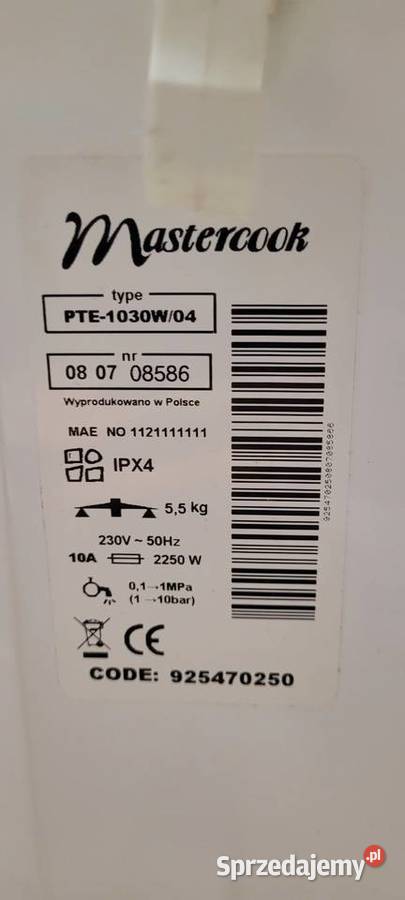 Mastercook
type
PTE-1030W/04
nr
08 07 08586
Wyprodukowano w Polsce
MAE NO 1121111111
IPX4
5,5 kg
230V ~ 50Hz
10A 2250 W
0,1→1MPa
(1 →10bar)
CE
CODE: 925470250
Sprzedajemy.pl